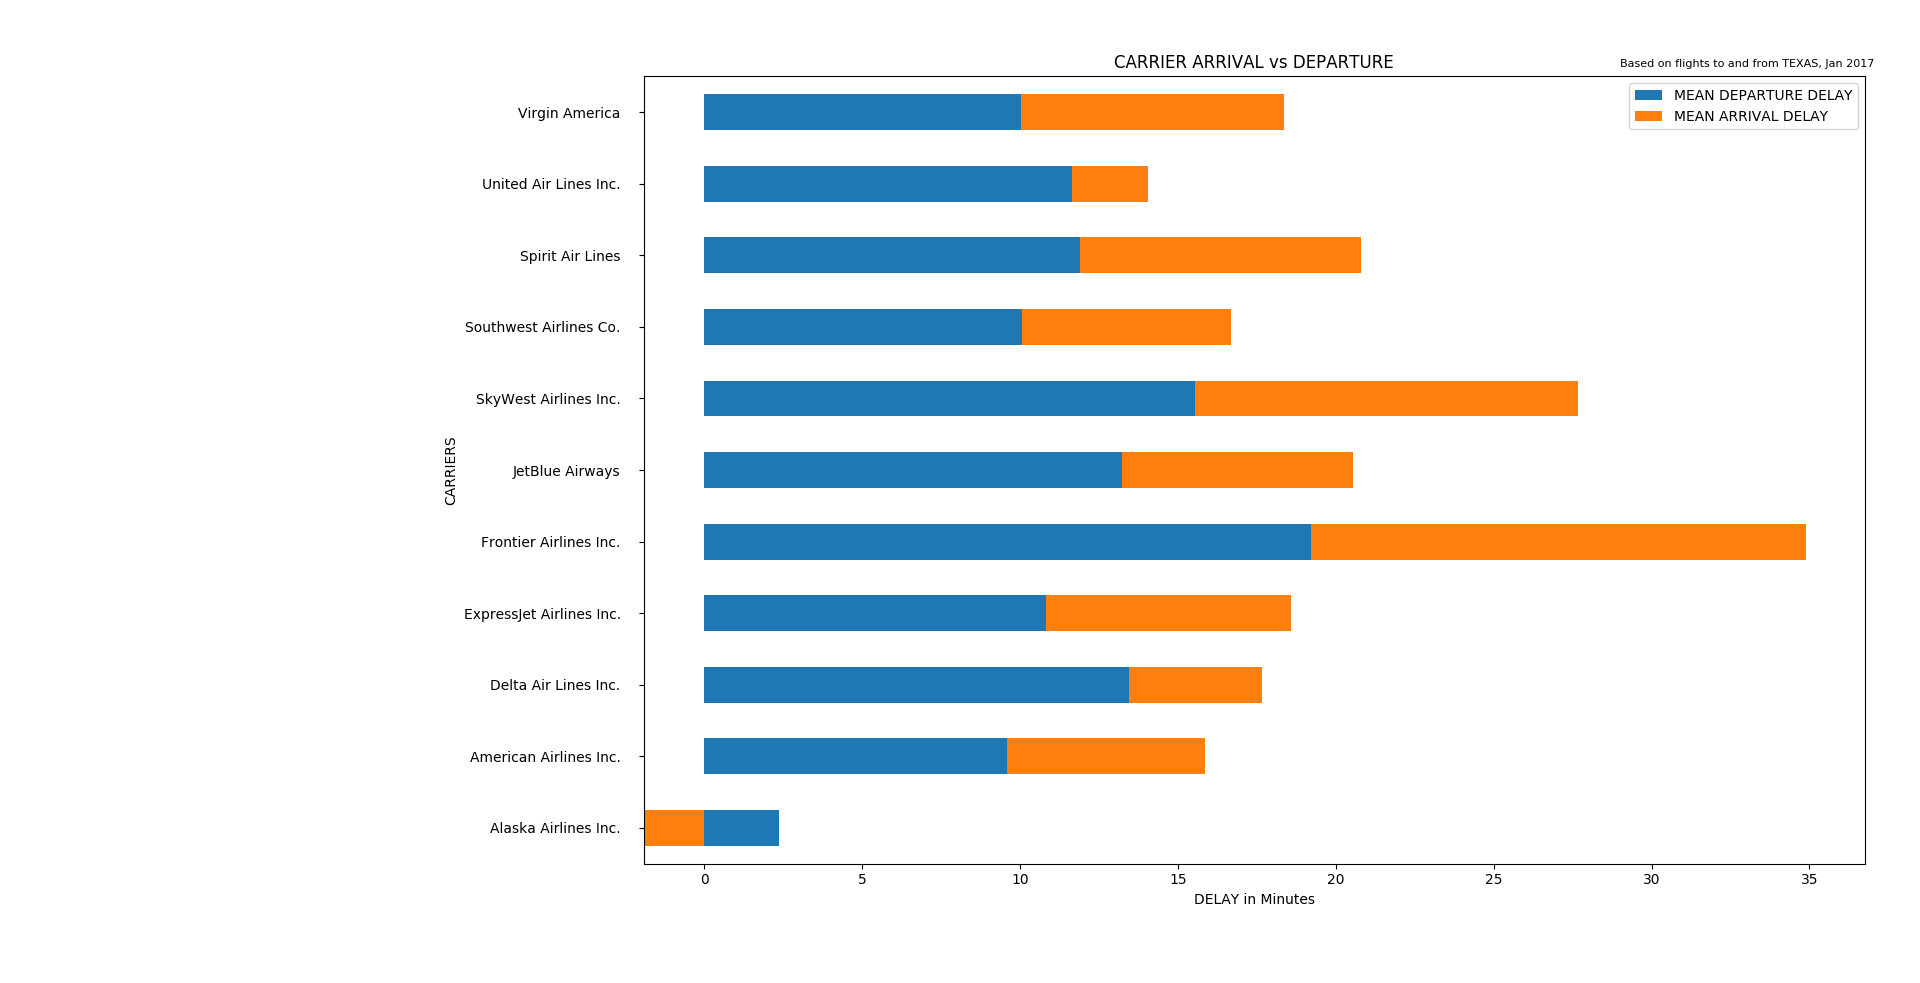 CARRIER ARRIVAL vs DEPARTURE
Based on flights to and from TEXAS, Jan 2017
MEAN DEPARTURE DELAY
MEAN ARRIVAL DELAY
CARRIERS
Virgin America
United Air Lines Inc.
Spirit Air Lines
Southwest Airlines Co.
SkyWest Airlines Inc.
JetBlue Airways
Frontier Airlines Inc.
ExpressJet Airlines Inc.
Delta Air Lines Inc.
American Airlines Inc.
Alaska Airlines Inc.
0 5 10 15 20 25 30 35
DELAY in Minutes